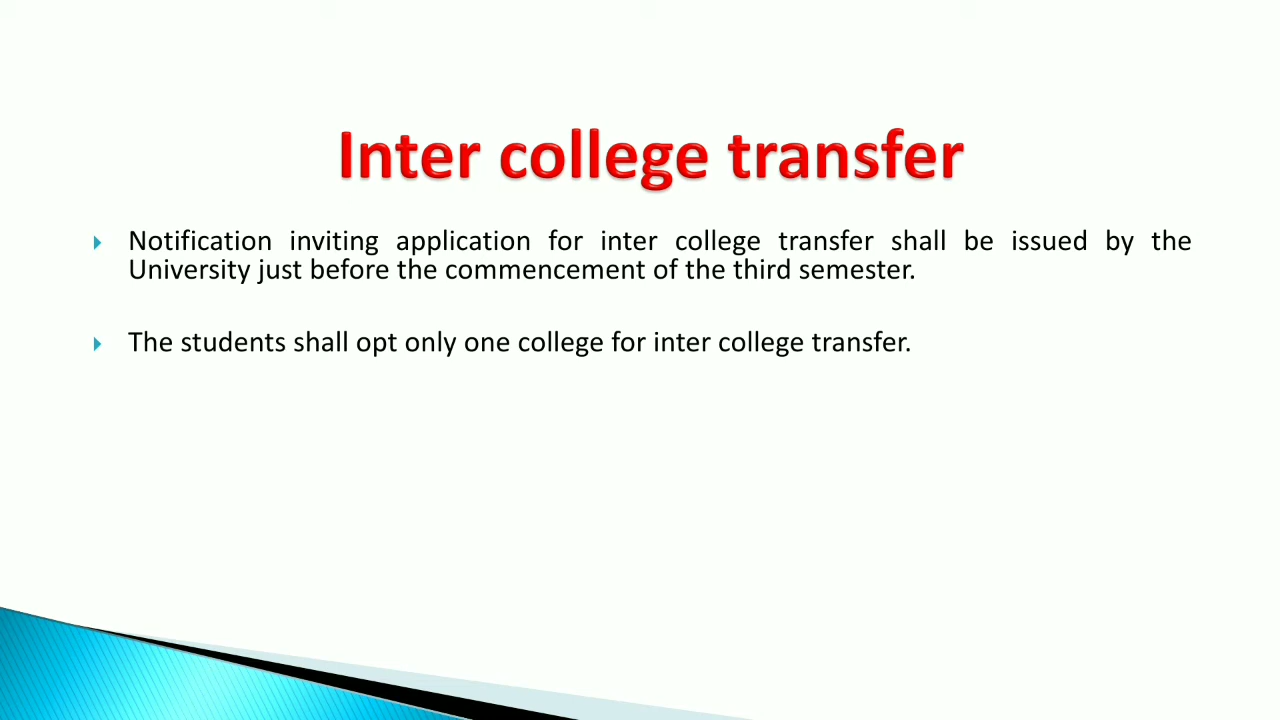 Inter college transfer
Notification inviting application for inter college transfer shall be issued by the
University just before the commencement of the third semester.
The students shall opt only one college for inter college transfer.